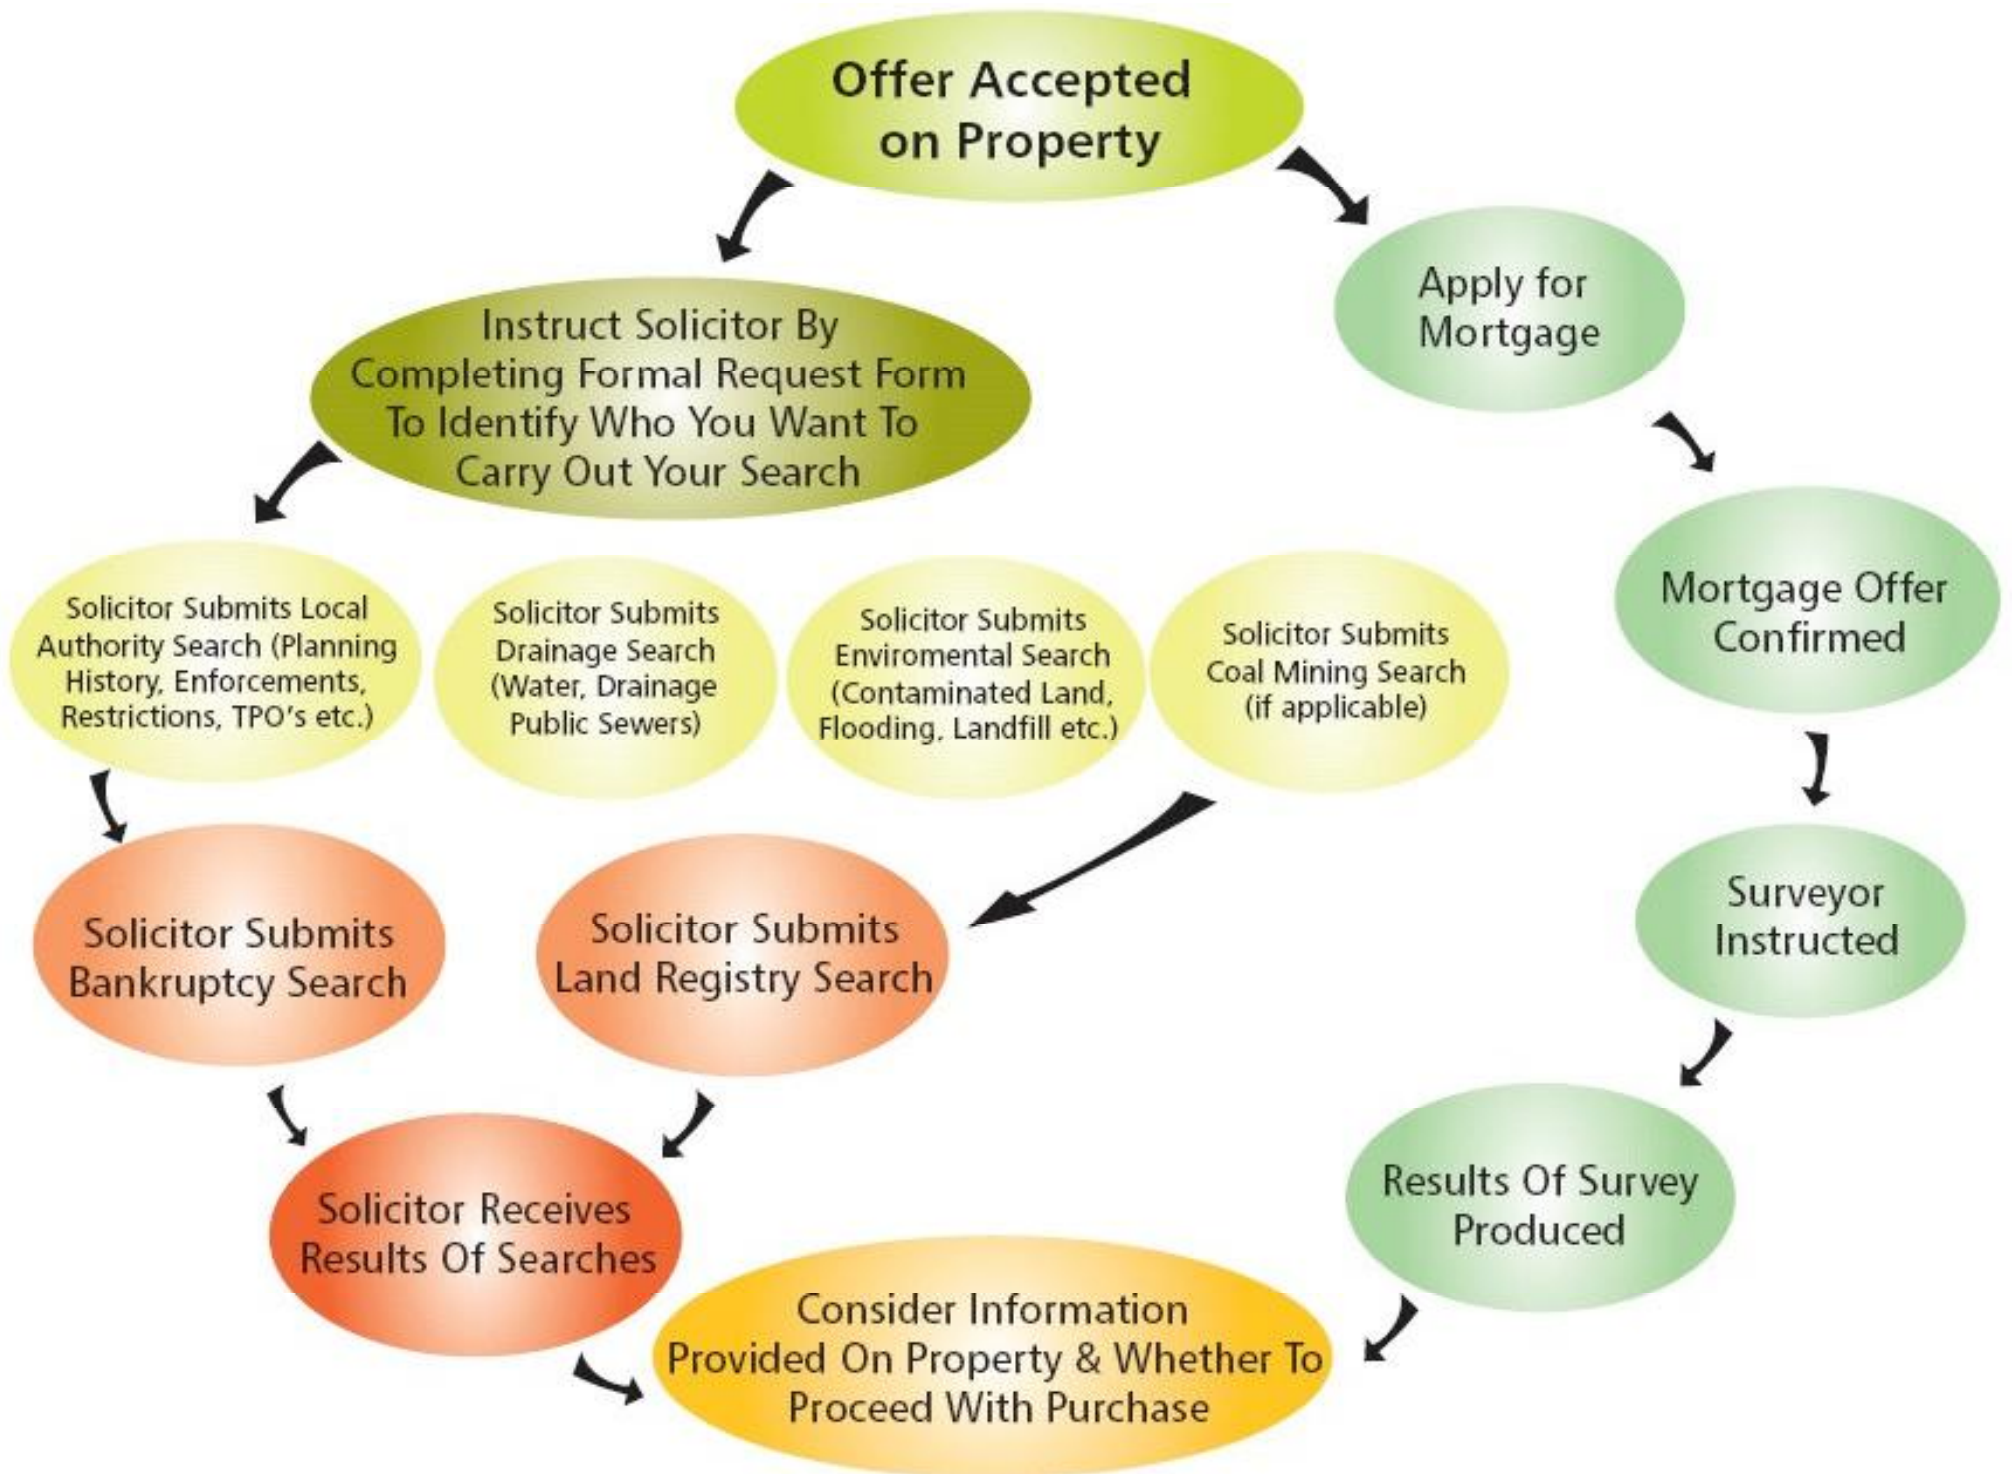 Offer Accepted
on Property
Instruct Solicitor By
Completing Formal Request Form
To Identify Who You Want To
Carry Out Your Search
Apply for
Mortgage
Solicitor Submits Local
Authority Search (Planning
History, Enforcements,
Restrictions, TPO's etc.)
Solicitor Submits
Drainage Search
(Water, Drainage
Public Sewers)
Solicitor Submits
Enviromental Search
(Contaminated Land,
Flooding, Landfill etc.)
Solicitor Submits
Coal Mining Search
(if applicable)
Mortgage Offer
Confirmed
Solicitor Submits
Bankruptcy Search
Solicitor Submits
Land Registry Search
Surveyor
Instructed
Solicitor Receives
Results Of Searches
Results Of Survey
Produced
Consider Information
Provided On Property & Whether To
Proceed With Purchase